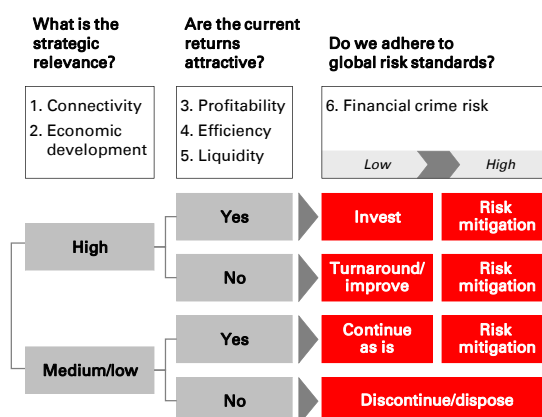 What is the
strategic
relevance?
Are the current
returns
attractive?
Do we adhere to
global risk standards?
1. Connectivity
2. Economic
development
3. Profitability
4. Efficiency
5. Liquidity
6. Financial crime risk
Low
High
High
Yes
Invest
Risk
mitigation
No
Turnaround/
improve
Risk
mitigation
Medium/low
Yes
Continue
as is
Risk
mitigation
No
Discontinue/dispose